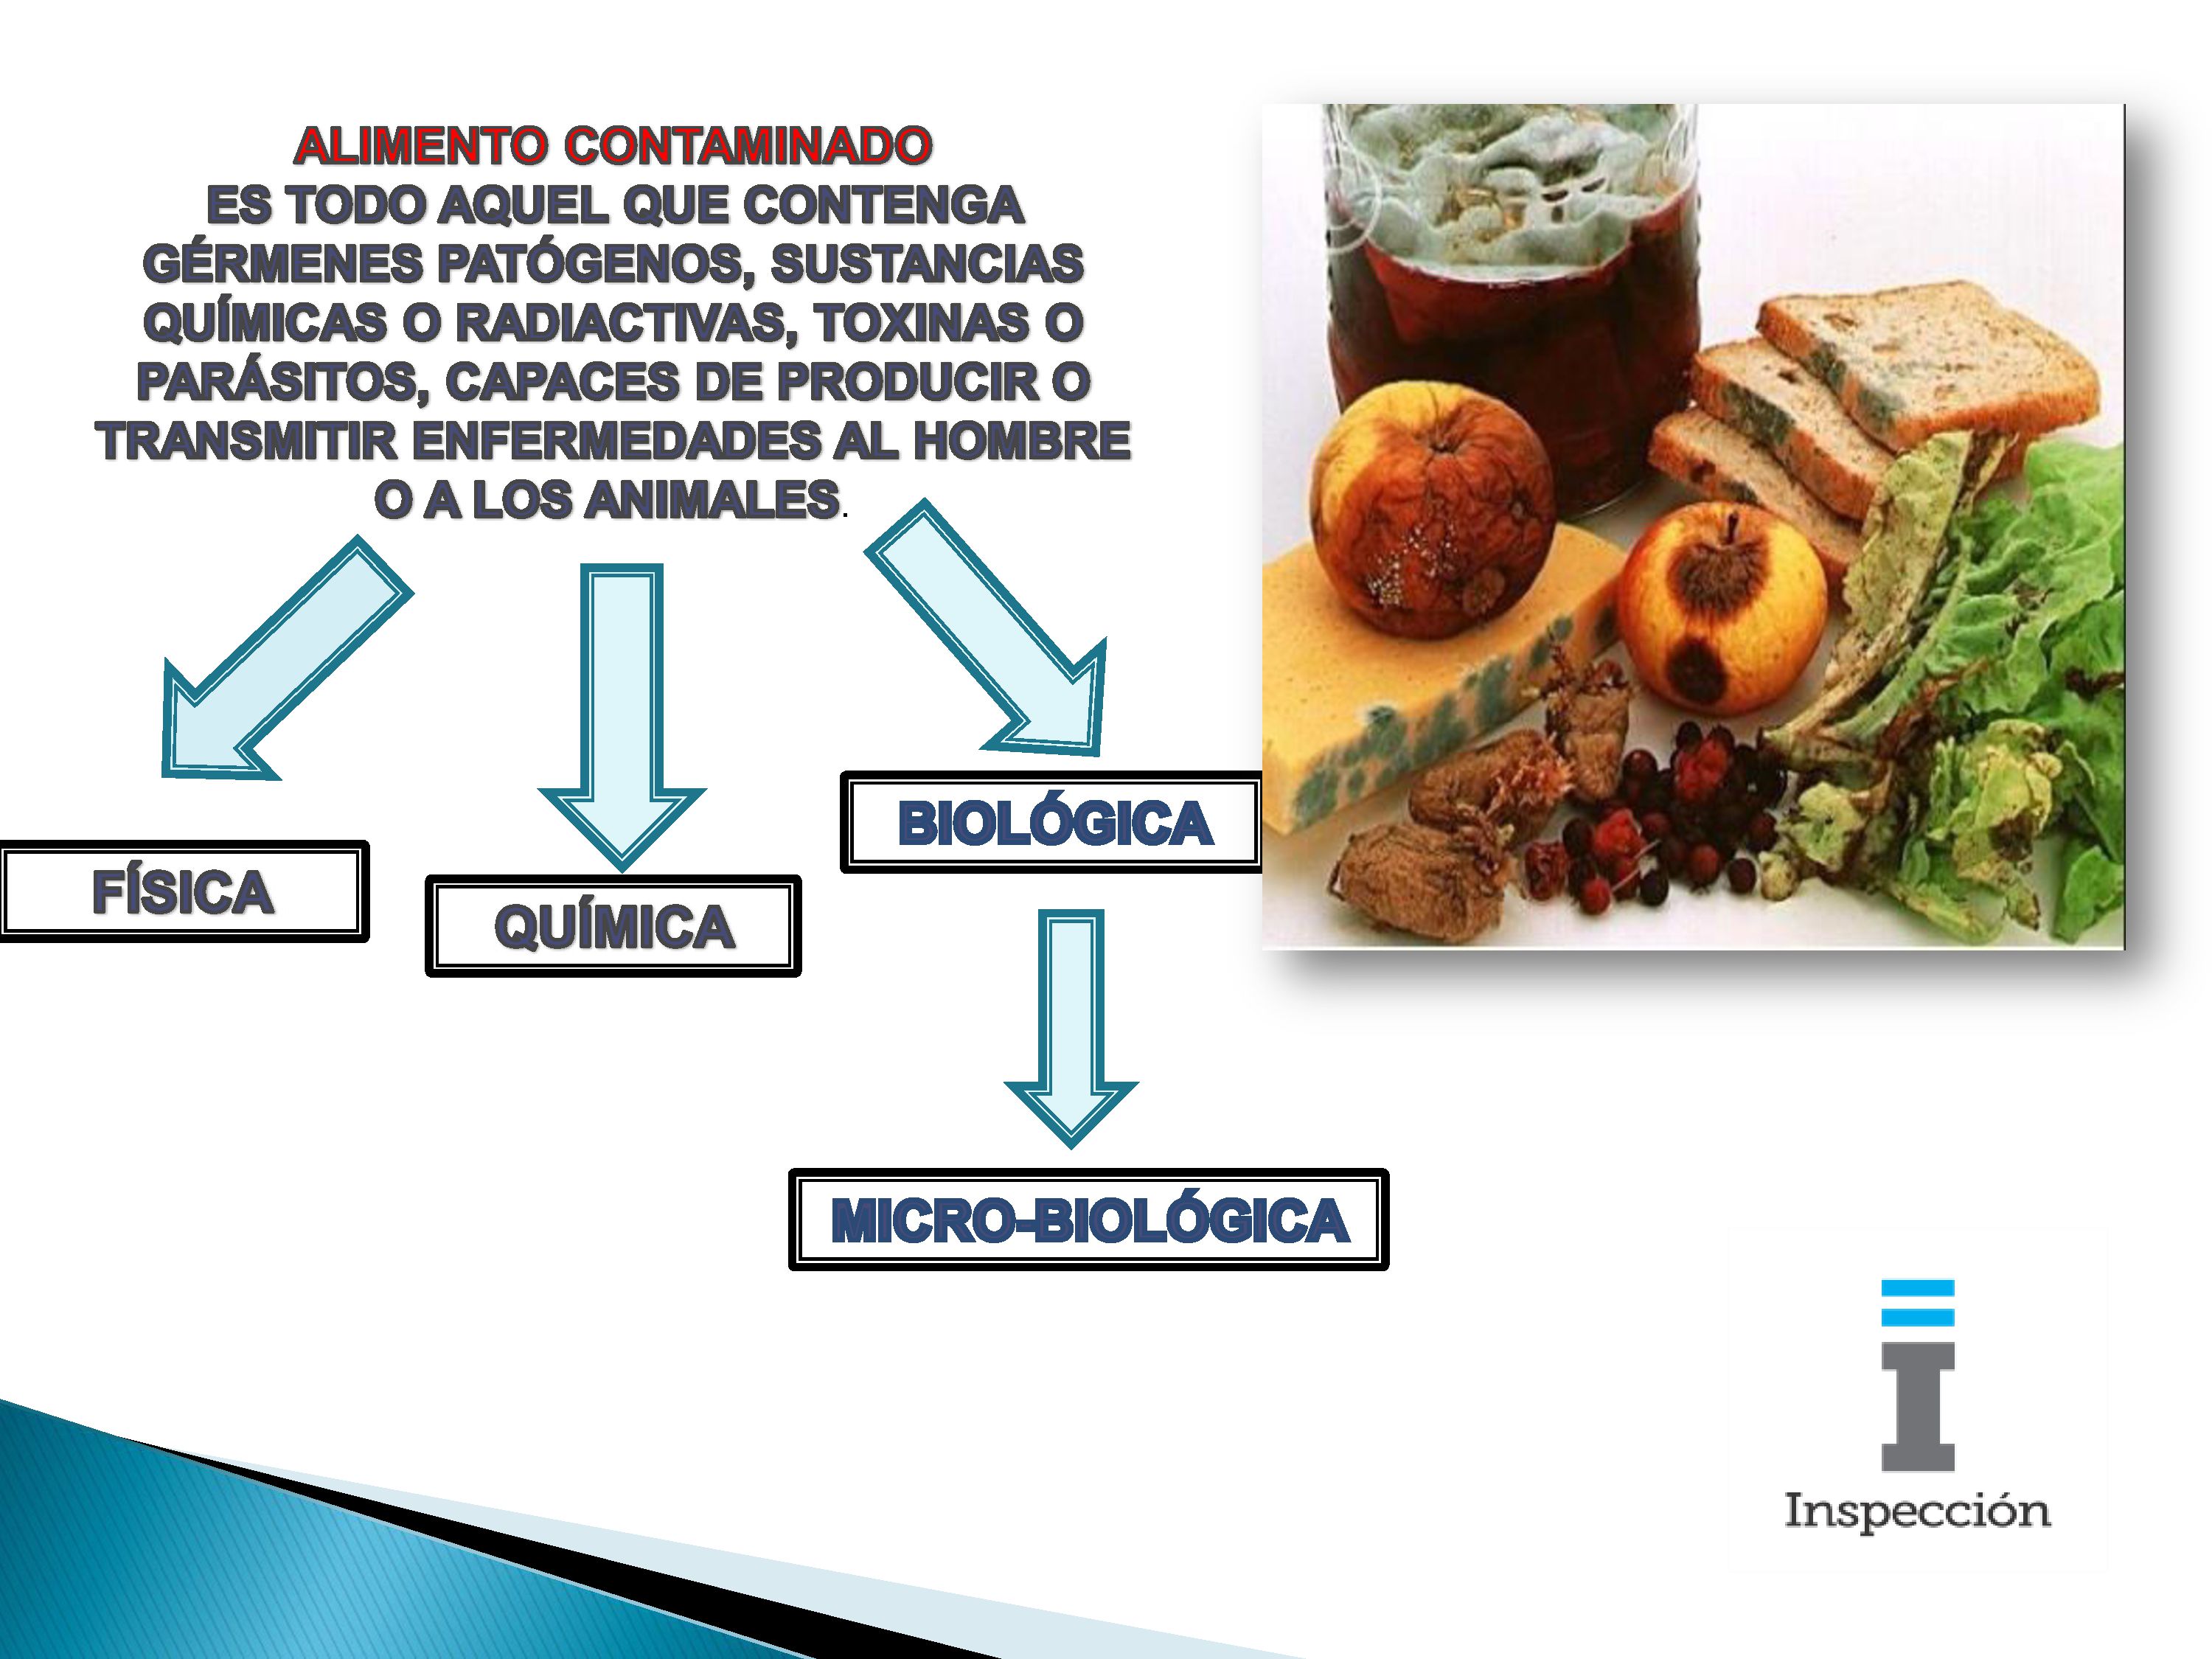 ALIMENTO CONTAMINADO
ES TODO AQUEL QUE CONTENGA
GÉRMENES PATÓGENOS, SUSTANCIAS
QUÍMICAS O RADIACTIVAS, TOXINAS O
PARÁSITOS, CAPACES DE PRODUCIR O
TRANSMITIR ENFERMEDADES AL HOMBRE
O A LOS ANIMALES.
FÍSICA
QUÍMICA
BIOLÓGICA
MICRO-BIOLÓGICA
Inspección